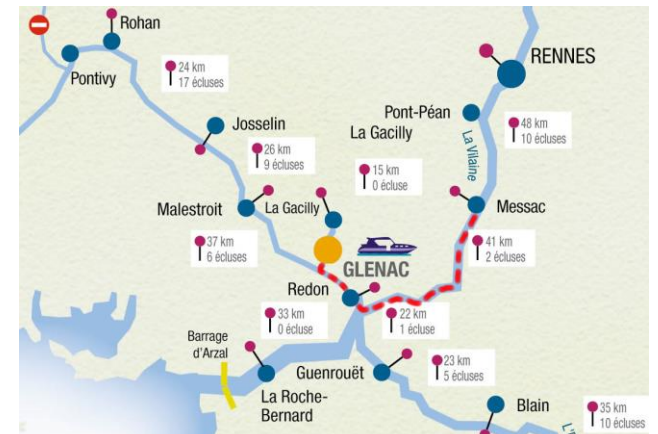 Rohan
Pontivy
24 km
17 écluses
RENNES
Pont-Péan
La Gacilly
La Vilaine
48 km
10 écluses
Josselin
26 km
9 écluses
15 km
0 écluse
Malestroit
La Gacilly
Messac
37 km
6 écluses
41 km
2 écluses
GLENAC
Redon
33 km
0 écluse
22 km
1 écluse
Barrage
d'Arzal
Guenrouët
23 km
5 écluses
La Roche-
Bernard
Blain
35 km
10 écluses